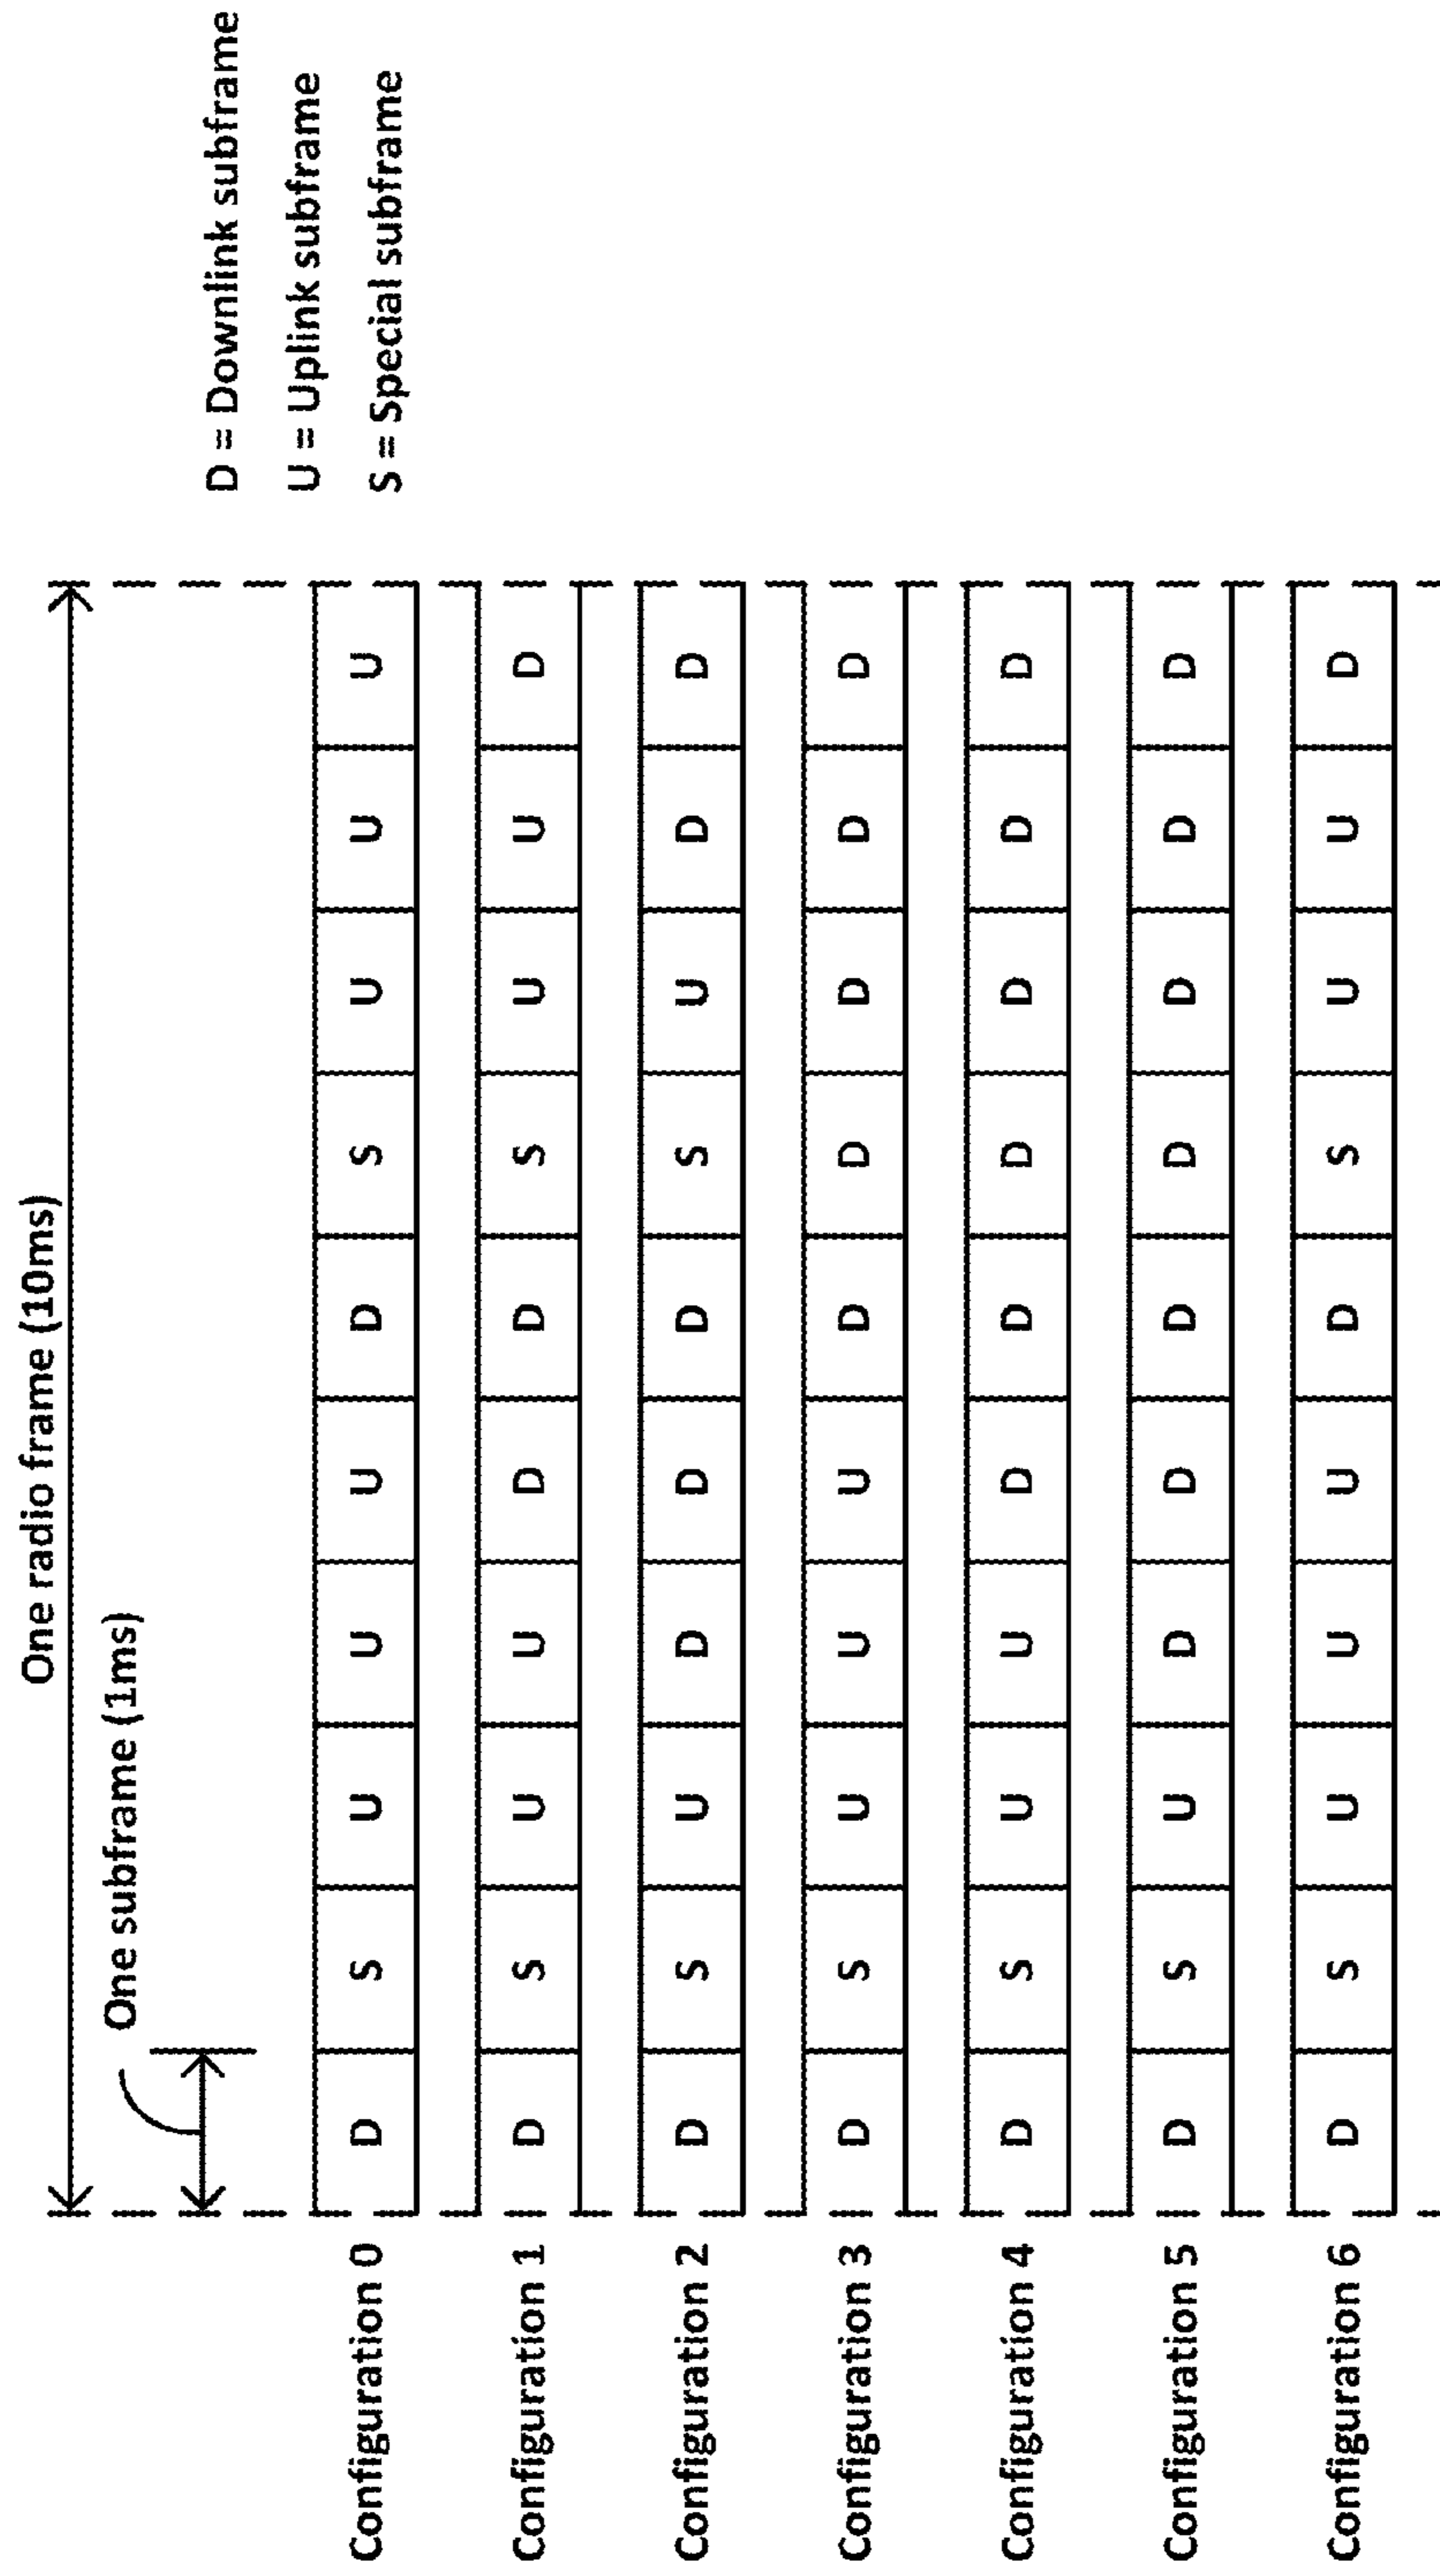 One radio frame (10ms)
One subframe (1ms)
D = Downlink subframe
U = Uplink subframe
S = Special subframe
Configuration 0 D S U U U D S U U U
Configuration 1 D S U U D D S U U D
Configuration 2 D S U D D D S U D D
Configuration 3 D S U U U D D D D D
Configuration 4 D S U U D D D D D D
Configuration 5 D S U D D D D D D D
Configuration 6 D S U U U D S U U D